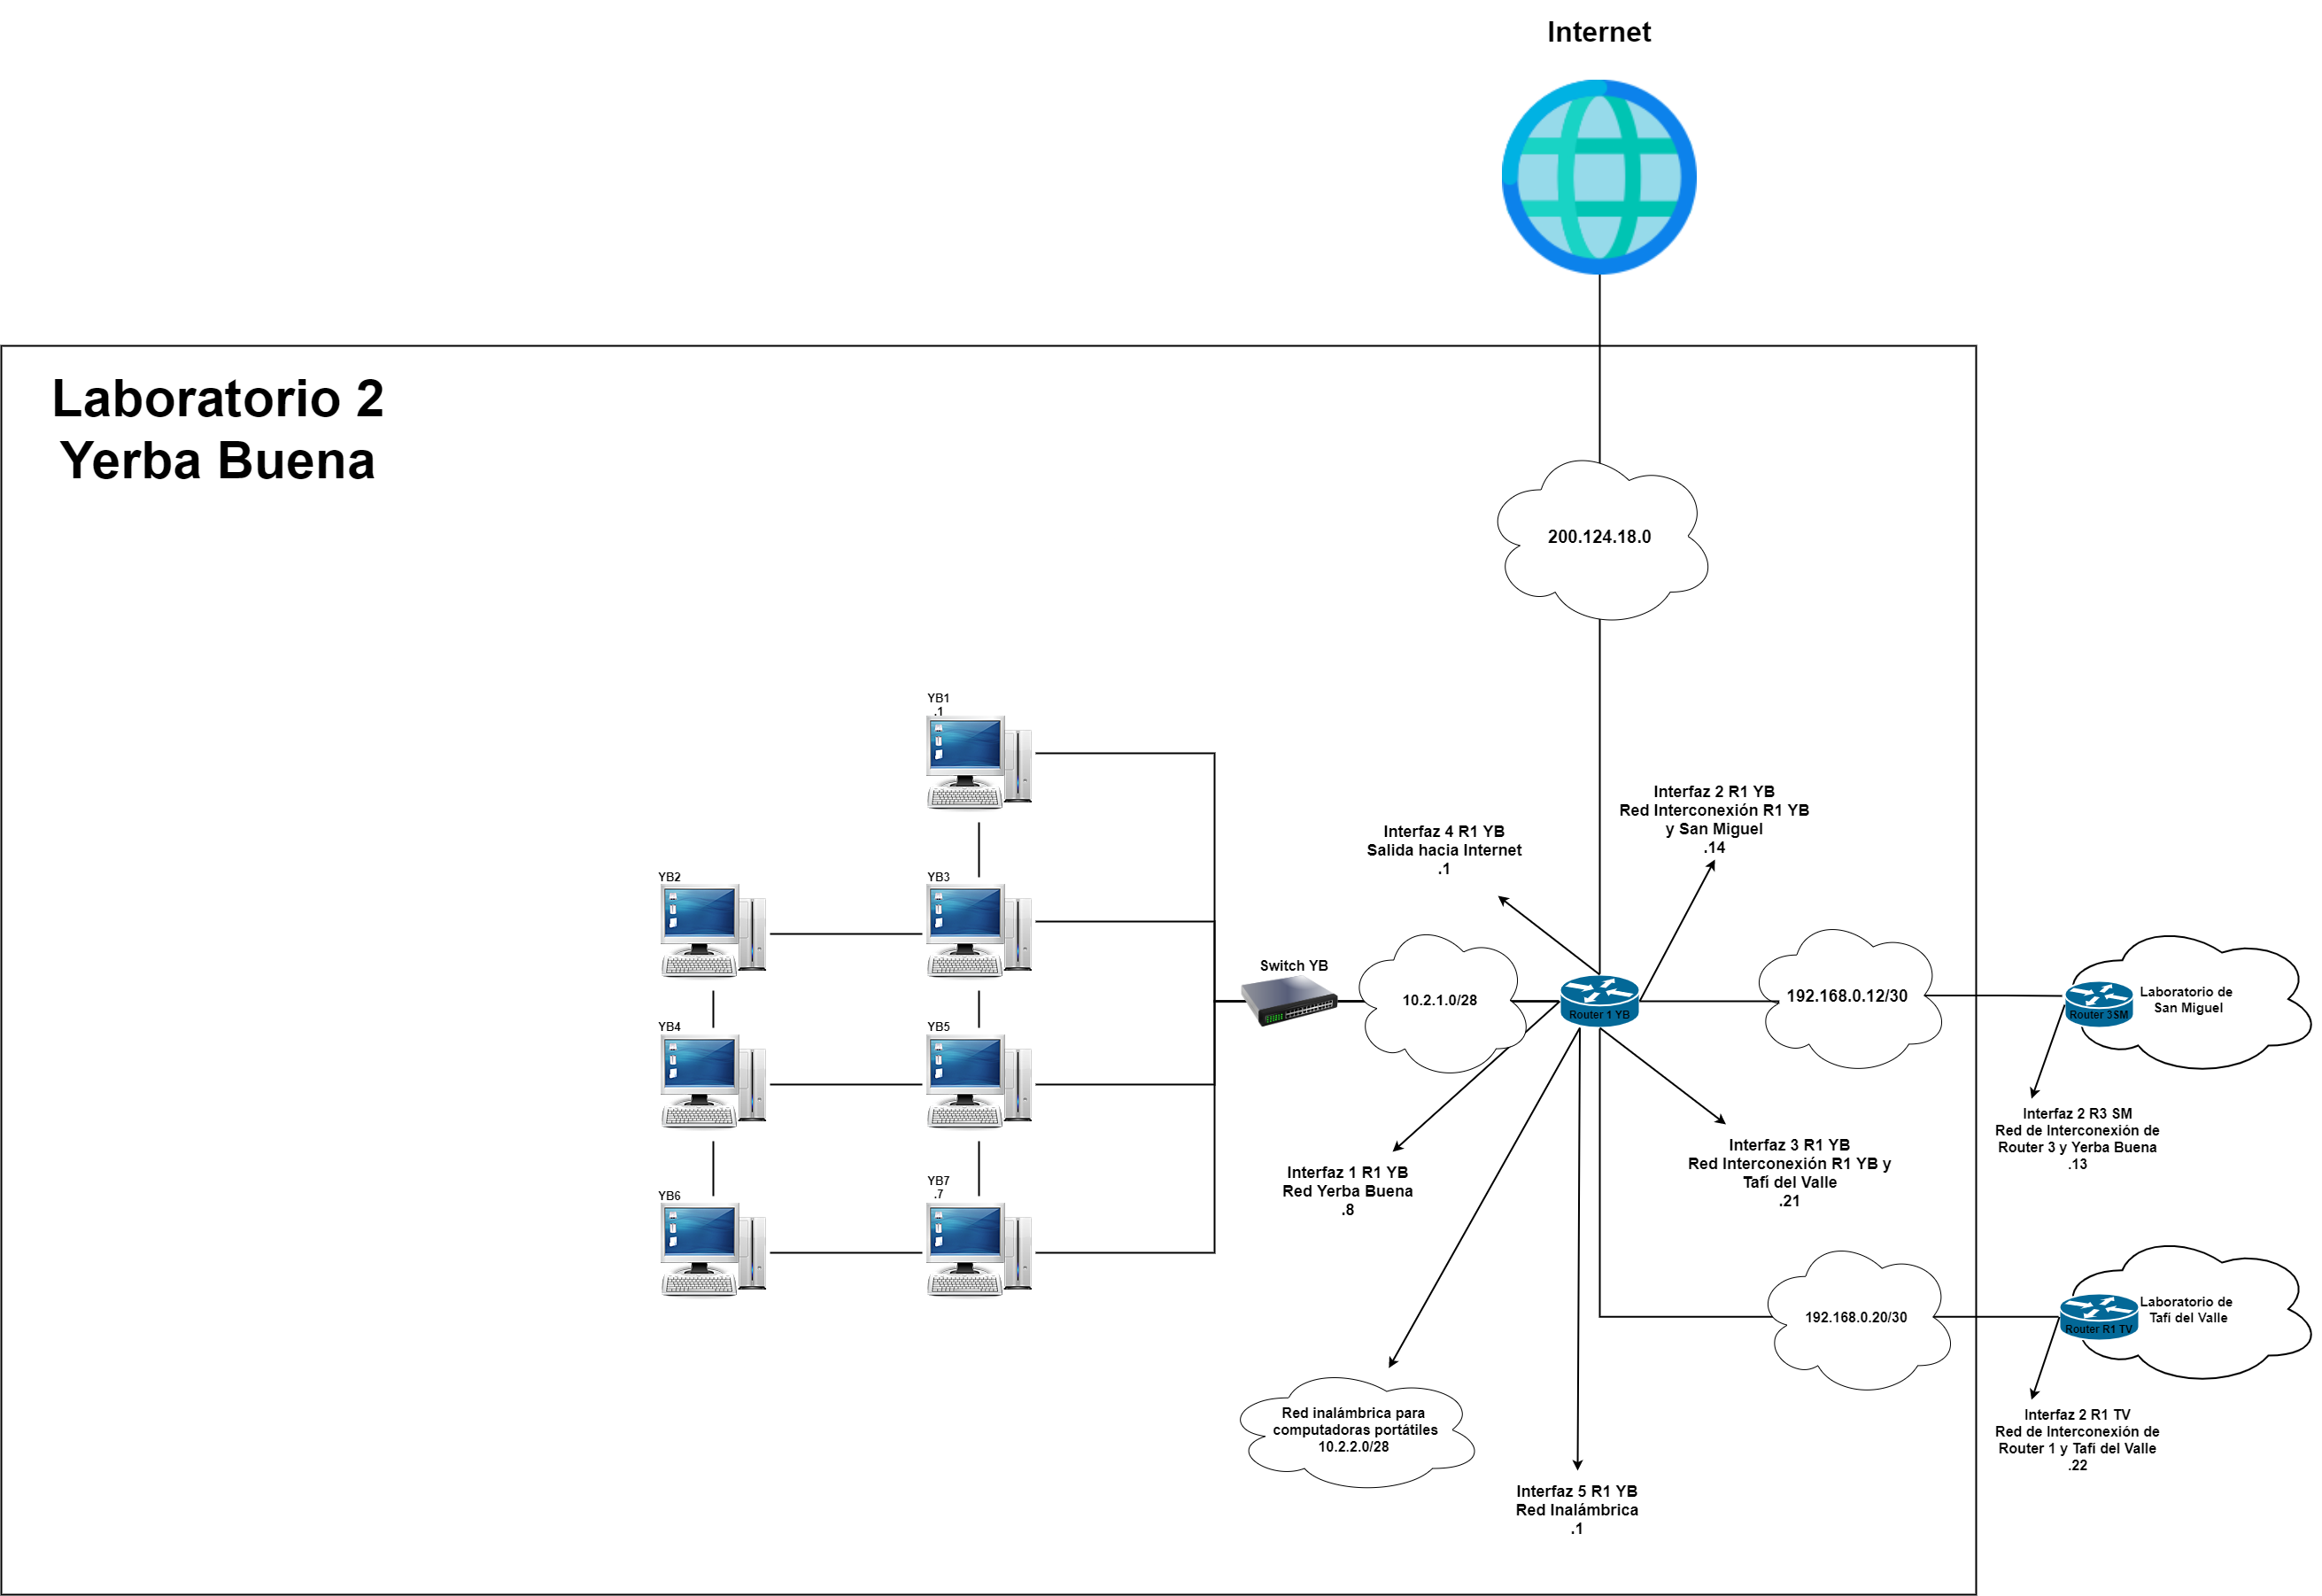 Internet
Laboratorio 2
Yerba Buena
200.124.18.0
YB1
.1
YB2
YB3
YB4
YB5
YB6
YB7
.7
Switch YB
10.2.1.0/28
Interfaz 4 R1 YB
Salida hacia Internet
.1
Interfaz 2 R1 YB
Red Interconexión R1 YB
y San Miguel
.14
Router 1 YB
192.168.0.12/30
Router 3SM
Laboratorio de
San Miguel
Interfaz 2 R3 SM
Red de Interconexión de
Router 3 y Yerba Buena
.13
Interfaz 1 R1 YB
Red Yerba Buena
.8
Interfaz 3 R1 YB
Red Interconexión R1 YB y
Tafí del Valle
.21
192.168.0.20/30
Router R1 TV
Laboratorio de
Tafí del Valle
Interfaz 2 R1 TV
Red de Interconexión de
Router 1 y Tafí del Valle
.22
Red inalámbrica para
computadoras portátiles
10.2.2.0/28
Interfaz 5 R1 YB
Red Inalámbrica
.1